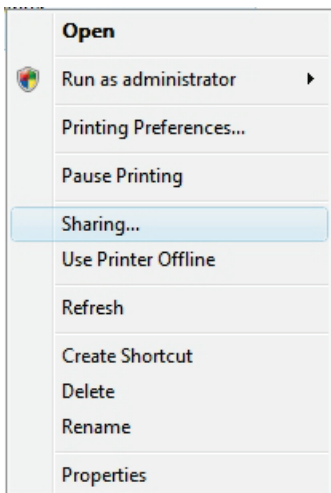 Open
Run as administrator
Printing Preferences...
Pause Printing
Sharing...
Use Printer Offline
Refresh
Create Shortcut
Delete
Rename
Properties